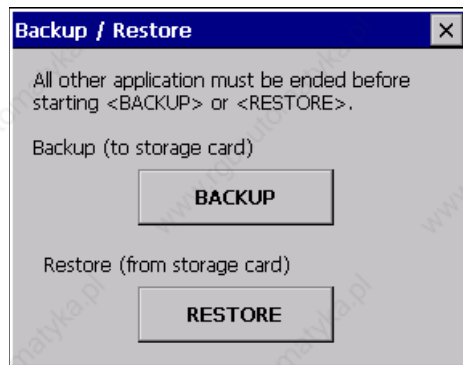 Backup / Restore
All other application must be ended before
starting <BACKUP> or <RESTORE>.
Backup (to storage card)
BACKUP
Restore (from storage card)
RESTORE